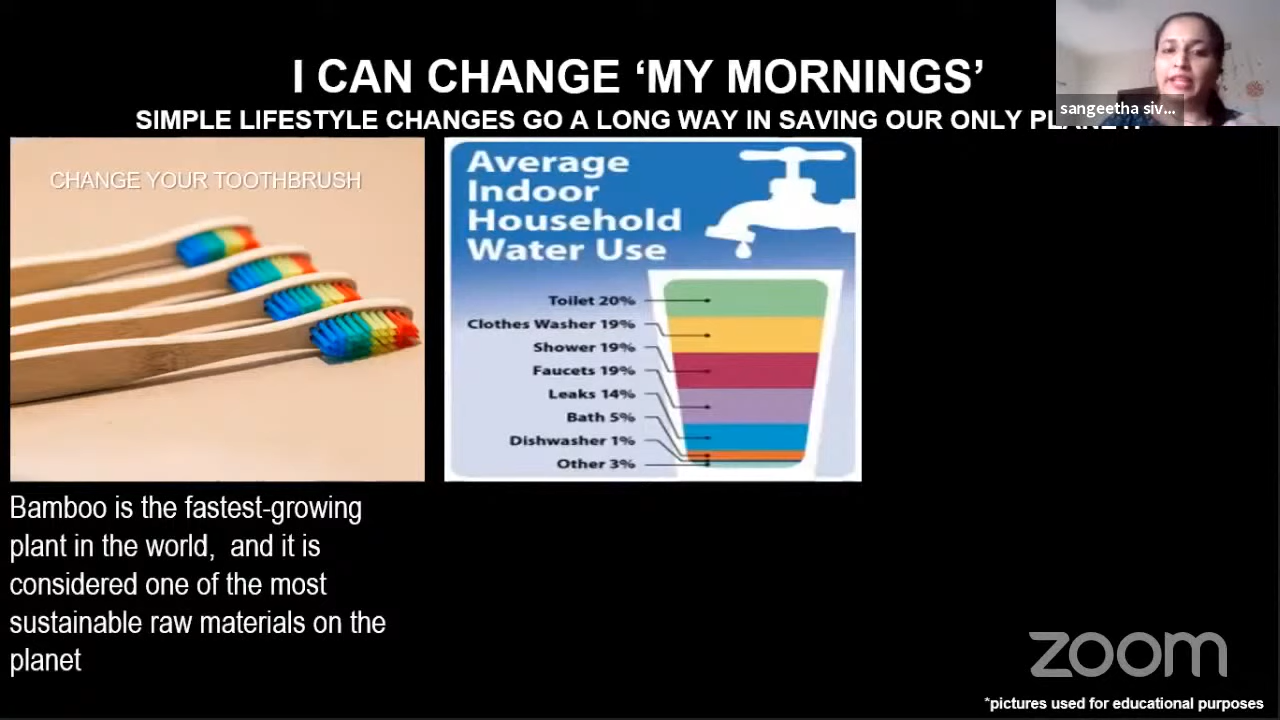 I CAN CHANGE ‘MY MORNINGS’
SIMPLE LIFESTYLE CHANGES GO A LONG WAY IN SAVING OUR ONLY
sangeetha siv...
CHANGE YOUR TOOTHBRUSH
Average
Indoor
Household
Water Use
Toilet 20%
Clothes Washer 19%
Shower 19%
Faucets 19%
Leaks 14%
Bath 5%
Dishwasher 1%
Other 3%
Bamboo is the fastest-growing
plant in the world, and it is
considered one of the most
sustainable raw materials on the
planet
zoom
*pictures used for educational purposes